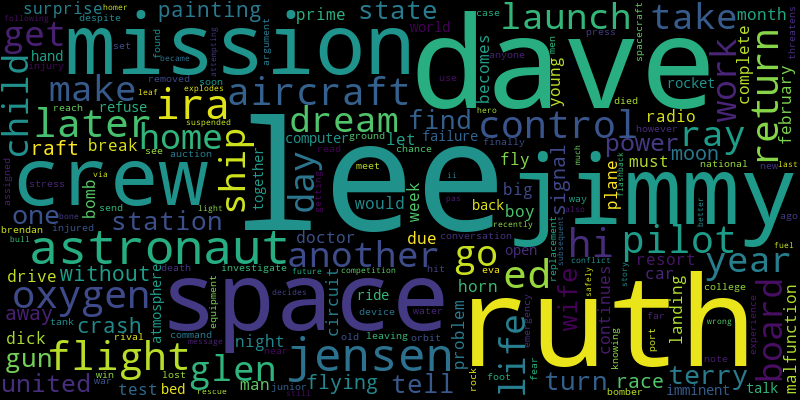 surprise homer
following despite
painting
prime
state
launch
take
case
press
month
get
hand
mission
dave
argument
world
becomes
anyone
men
young
spacecraft
rocket
work
complete
threatens
february
return
child
injury
set
found
became
attempting
make
reach
removed
soon
aircraft
use
died
refuse
leaf
explodes
suspended
ira
later
home
dream
find
control
hero
radio
however
computer
ground
let
failure
finally
power
ray
raft
break
see
auction
ship
together
day
lee
read
chance
fly
signal
plane
much
flashback
moon
must
national
new
last
assigned
crew
bomb
via
stress
meet
would
ii
week
big
boy
way
jimmy
better
ago
one
send
light
getting
pas
back
recently
also
brendan
bone
injured
station
doctor
due
conversation
open
hi
pilot
year
bull
astronaut
another
go
ed
replacement
subsequent
conflict
story
resort
fuel
death
investigate
future
competition
hit
car
drive
without
atmosphere
decides
space
ruth
eva
safely
wife
continues
far
college
oxygen
equipment
circuit
ride
device
water
horn
life
emergency
knowing
port
landing
wrong
board
malfunction
away
tank
crash
command
message
old
leaving
orbit
problem
experience
dick
rival
night
near
jensen
gun
flight
glen
fear
terry
note
united
win
lost
war
rescue
man
junior
still
flying
tell
rock
foot
turn
race
imminent
talk
test
bed
bomber